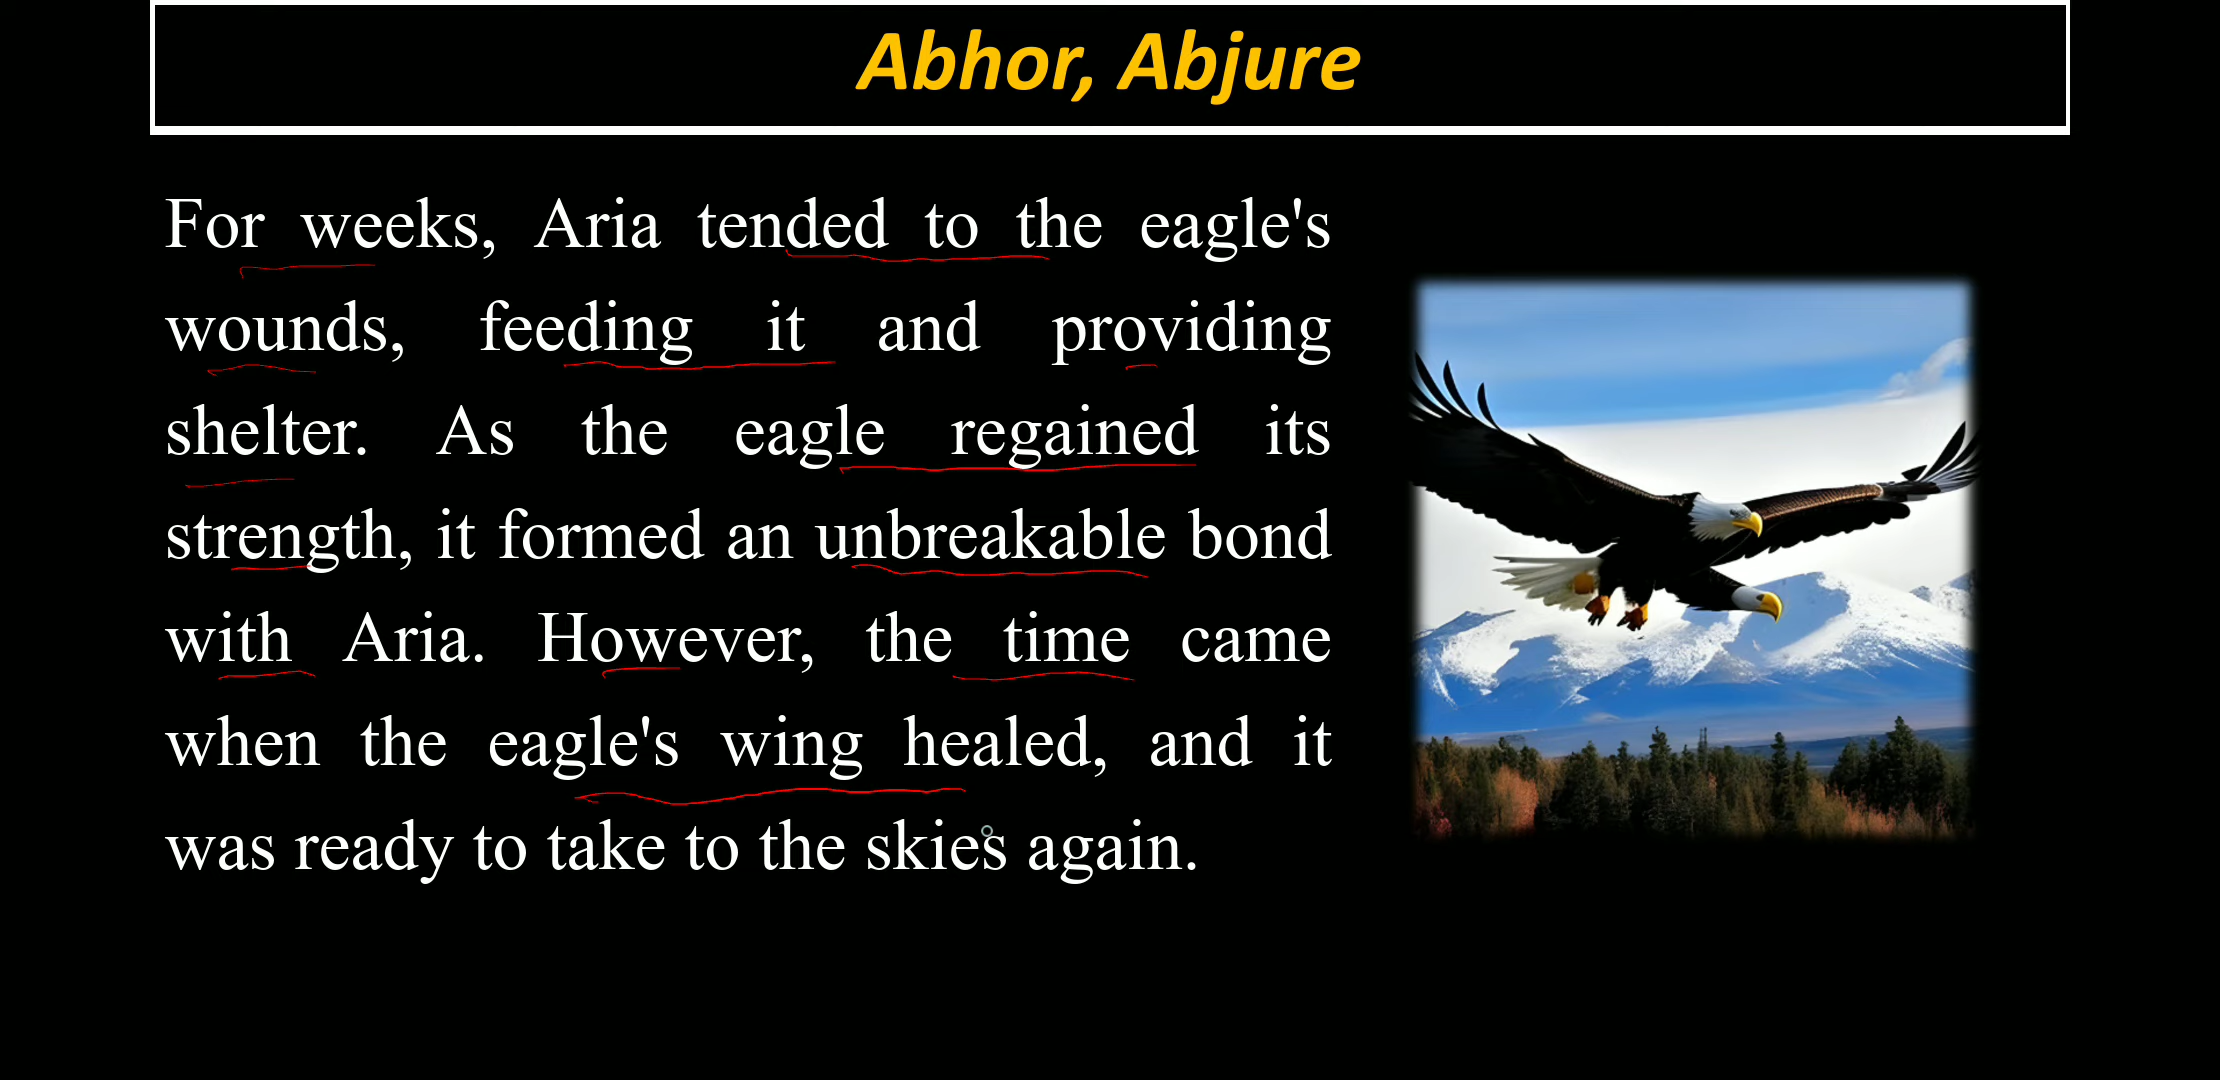 Abhor, Abjure
For weeks, Aria tended to the eagle's
wounds, feeding it and providing
shelter. As the eagle regained its
strength, it formed an unbreakable bond
with Aria. However, the time came
when the eagle's wing healed, and it
was ready to take to the skies again.